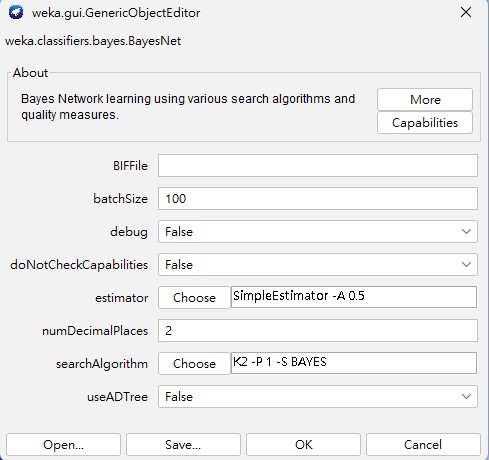 weka.gui.GenericObjectEditor
weka.classifiers.bayes.BayesNet
About
Bayes Network learning using various search algorithms and
quality measures.
More
Capabilities
BIFFile
batchSize 100
debug False
doNotCheckCapabilities False
estimator Choose SimpleEstimator -A 0.5
numDecimalPlaces 2
searchAlgorithm Choose K2 -P 1 -S BAYES
useADTree False
Open... Save... OK Cancel